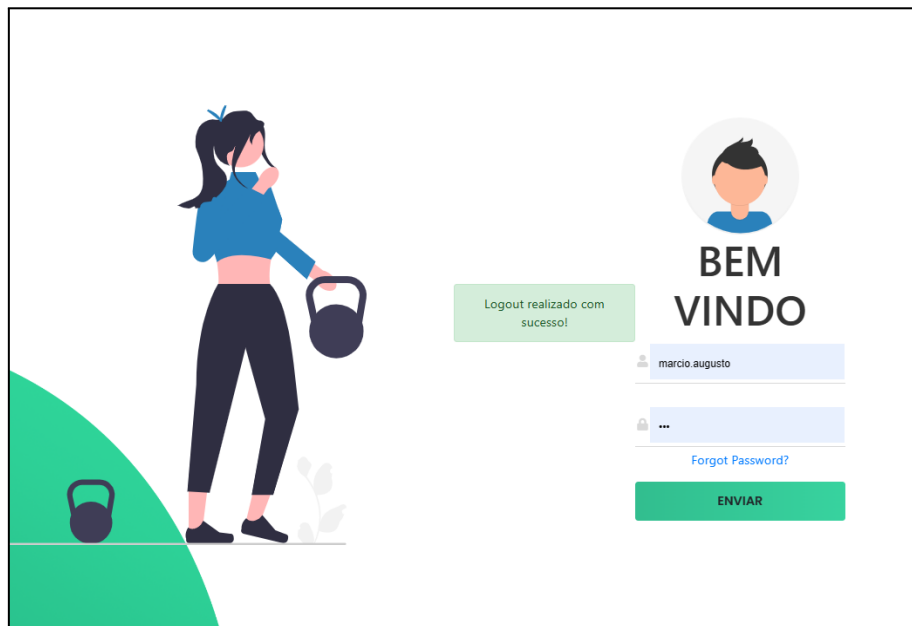 BEM
VINDO
Logout realizado com
sucesso!
marcio.augusto
•••
Forgot Password?
ENVIAR